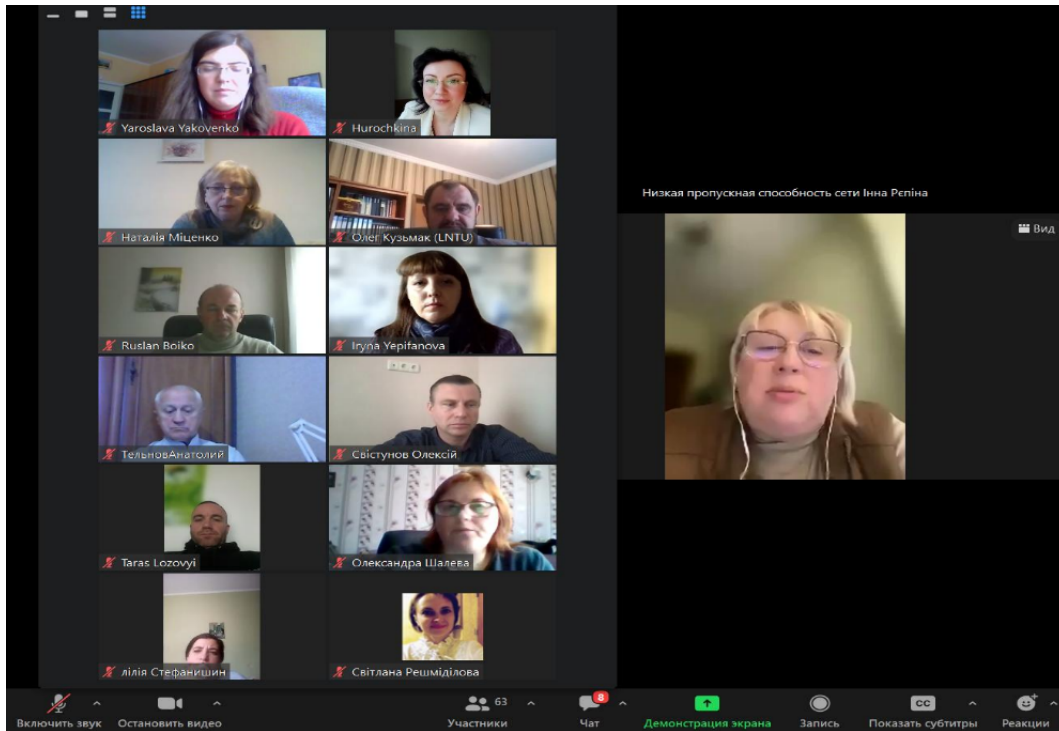 Yaroslava Yakovenko
Hurochkina
Наталія Міценко
Олег Кузьмак (LNTU)
Ruslan Boiko
Iryna Yepifanova
ТельновАнатолий
Свістунов Олексій
Taras Lozovyi
Олександра Шалева
лілія Стефанишин
Світлана Решміділова
Низкая пропускная способность сети Інна Рєпіна
Вид
Включить звук
Остановить видео
63
Участники
8
Чат
Демонстрация экрана
Запись
CC
Показать субтитры
Реакции